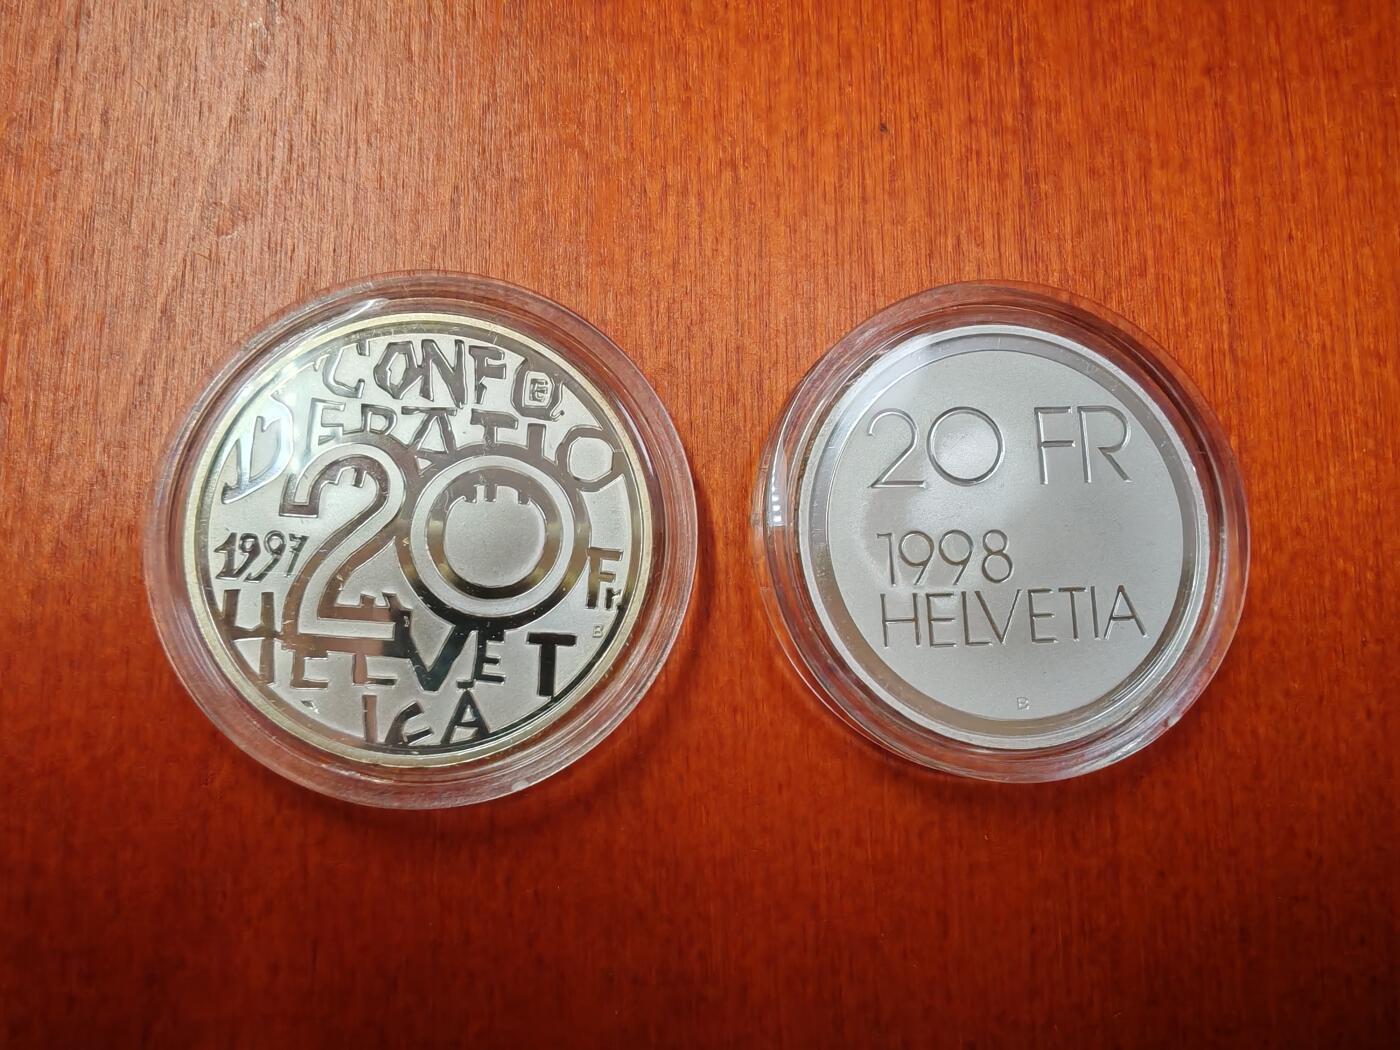 CONFOE
DERATIO
20
1997
Fr
B
HELVET
ICA
20 FR
1998
HELVETIA
B